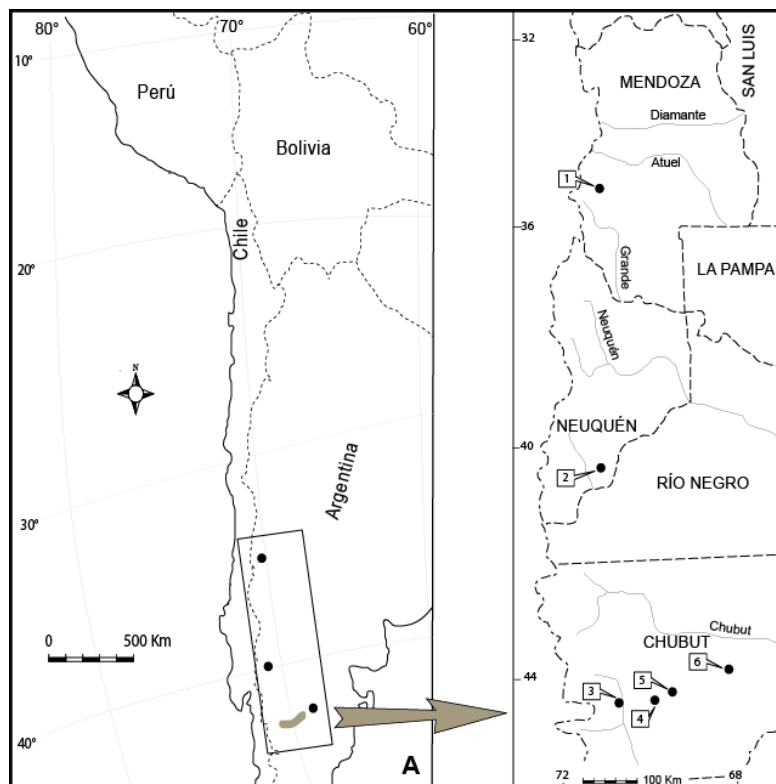 80°
70°
60°
10°
Perú
Bolivia
Chile
20°
N
Argentina
30°
0
500 Km
40°
A
32
SAN LUIS
MENDOZA
Diamante
Atuel
1
36
Grande
LA PAMPA
Neuquén
NEUQUÉN
40
2
RÍO NEGRO
Chubut
CHUBUT
6
5
44
3
4
72
100 Km
68